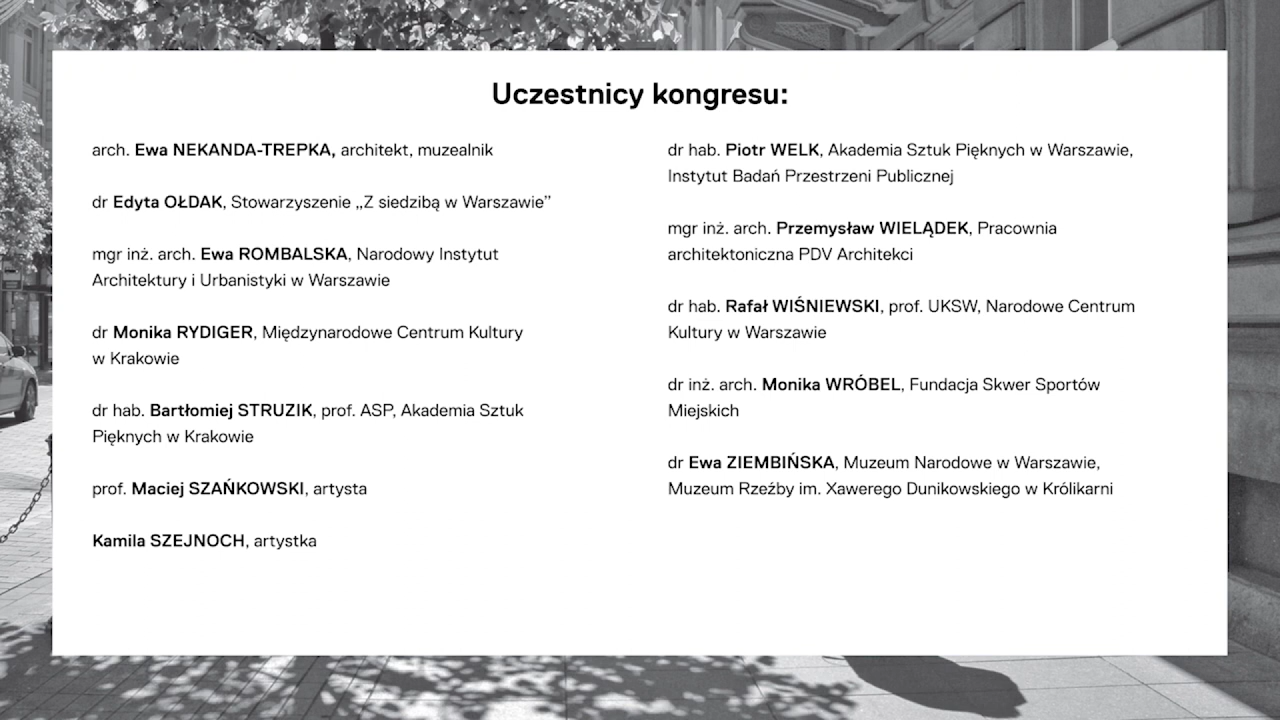 Uczestnicy kongresu:
arch. Ewa NEKANDA-TREPKA, architekt, muzealnik
dr Edyta OŁDAK, Stowarzyszenie „Z siedzibą w Warszawie”
mgr inż. arch. Ewa ROMBALSKA, Narodowy Instytut
Architektury i Urbanistyki w Warszawie
dr Monika RYDIGER, Międzynarodowe Centrum Kultury
w Krakowie
dr hab. Bartłomiej STRUZIK, prof. ASP, Akademia Sztuk
Pięknych w Krakowie
prof. Maciej SZAŃKOWSKI, artysta
Kamila SZEJNOCH, artystka
dr hab. Piotr WELK, Akademia Sztuk Pięknych w Warszawie,
Instytut Badań Przestrzeni Publicznej
mgr inż. arch. Przemysław WIELĄDEK, Pracownia
architektoniczna PDV Architekci
dr hab. Rafał WIŚNIEWSKI, prof. UKSW, Narodowe Centrum
Kultury w Warszawie
dr inż. arch. Monika WRÓBEL, Fundacja Skwer Sportów
Miejskich
dr Ewa ZIEMBIŃSKA, Muzeum Narodowe w Warszawie,
Muzeum Rzeźby im. Xawerego Dunikowskiego w Królikarni